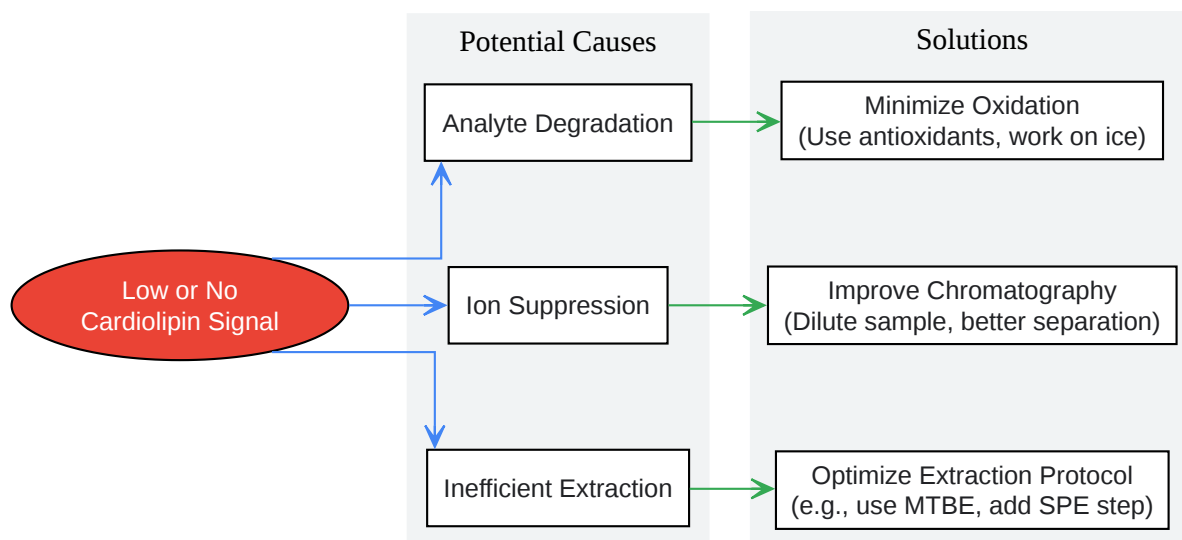 Potential Causes
Solutions
Analyte Degradation
Minimize Oxidation
(Use antioxidants, work on ice)
Low or No
Cardiolipin Signal
Ion Suppression
Improve Chromatography
(Dilute sample, better separation)
Inefficient Extraction
Optimize Extraction Protocol
(e.g., use MTBE, add SPE step)